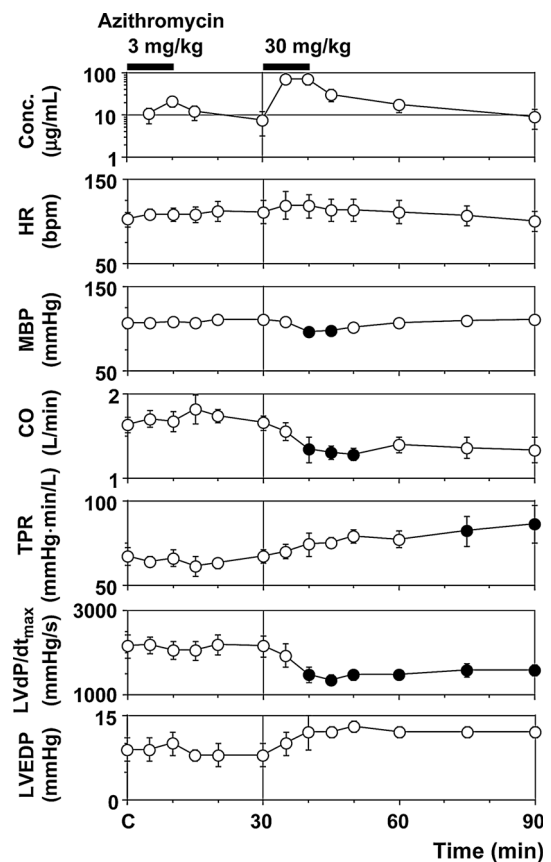 Azithromycin
3 mg/kg 30 mg/kg
Conc.
(µg/mL)
100
10
1
HR
(bpm)
150
50
MBP
(mmHg)
150
50
CO
(L/min)
2
1
TPR
(mmHg·min/L)
100
50
LVdP/dtmax
(mmHg/s)
3000
1000
LVEDP
(mmHg)
15
0
C 30 60 90
Time (min)